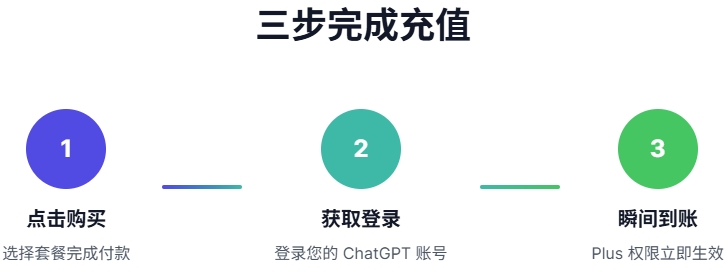 三步完成充值
1
2
3
点击购买
获取登录
瞬间到账
选择套餐完成付款
登录您的 ChatGPT 账号
Plus 权限立即生效